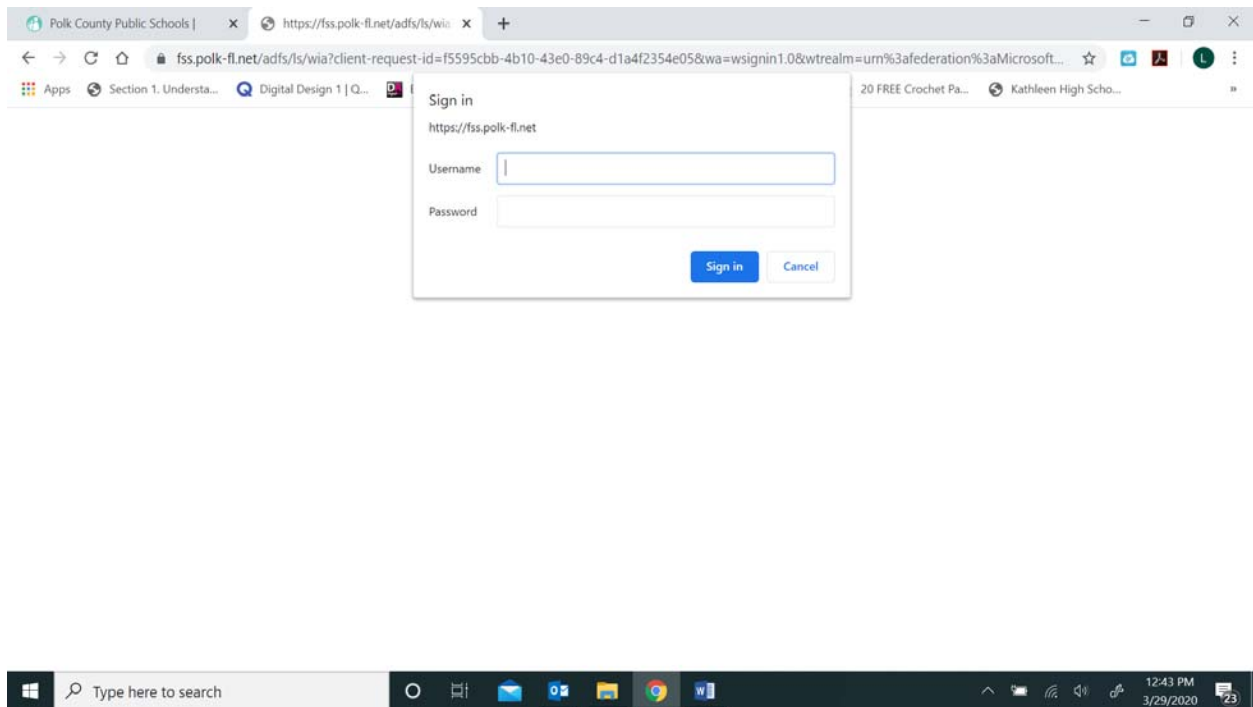 Polk County Public Schools |
https://fss.polk-fl.net/adfs/ls/wia
fss.polk-fl.net/adfs/ls/wia?client-request-id=f5595cbb-4b10-43e0-89c4-d1a4f2354e05&wa=wsignin1.0&wtrealm=urn%3afederation%3aMicrosoft...
L
Apps Section 1. Understa... Digital Design 1 | Q... 20 FREE Crochet Pa... Kathleen High Scho... »
Sign in
https://fss.polk-fl.net
Username
Password
Sign in Cancel
Type here to search
12:43 PM
3/29/2020
23